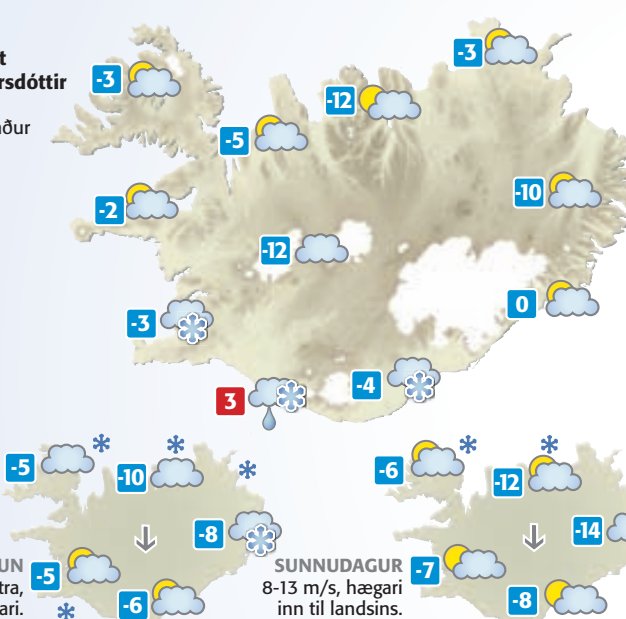 t
rsdóttir
ður
-3
-3
-12
-5
-10
-2
-12
0
-3
-4
3
-5
-10
-8
UN
-5
tra,
ari.
-6
-6
-12
-14
SUNNUDAGUR
-7
8-13 m/s, hægari
inn til landsins.
-8